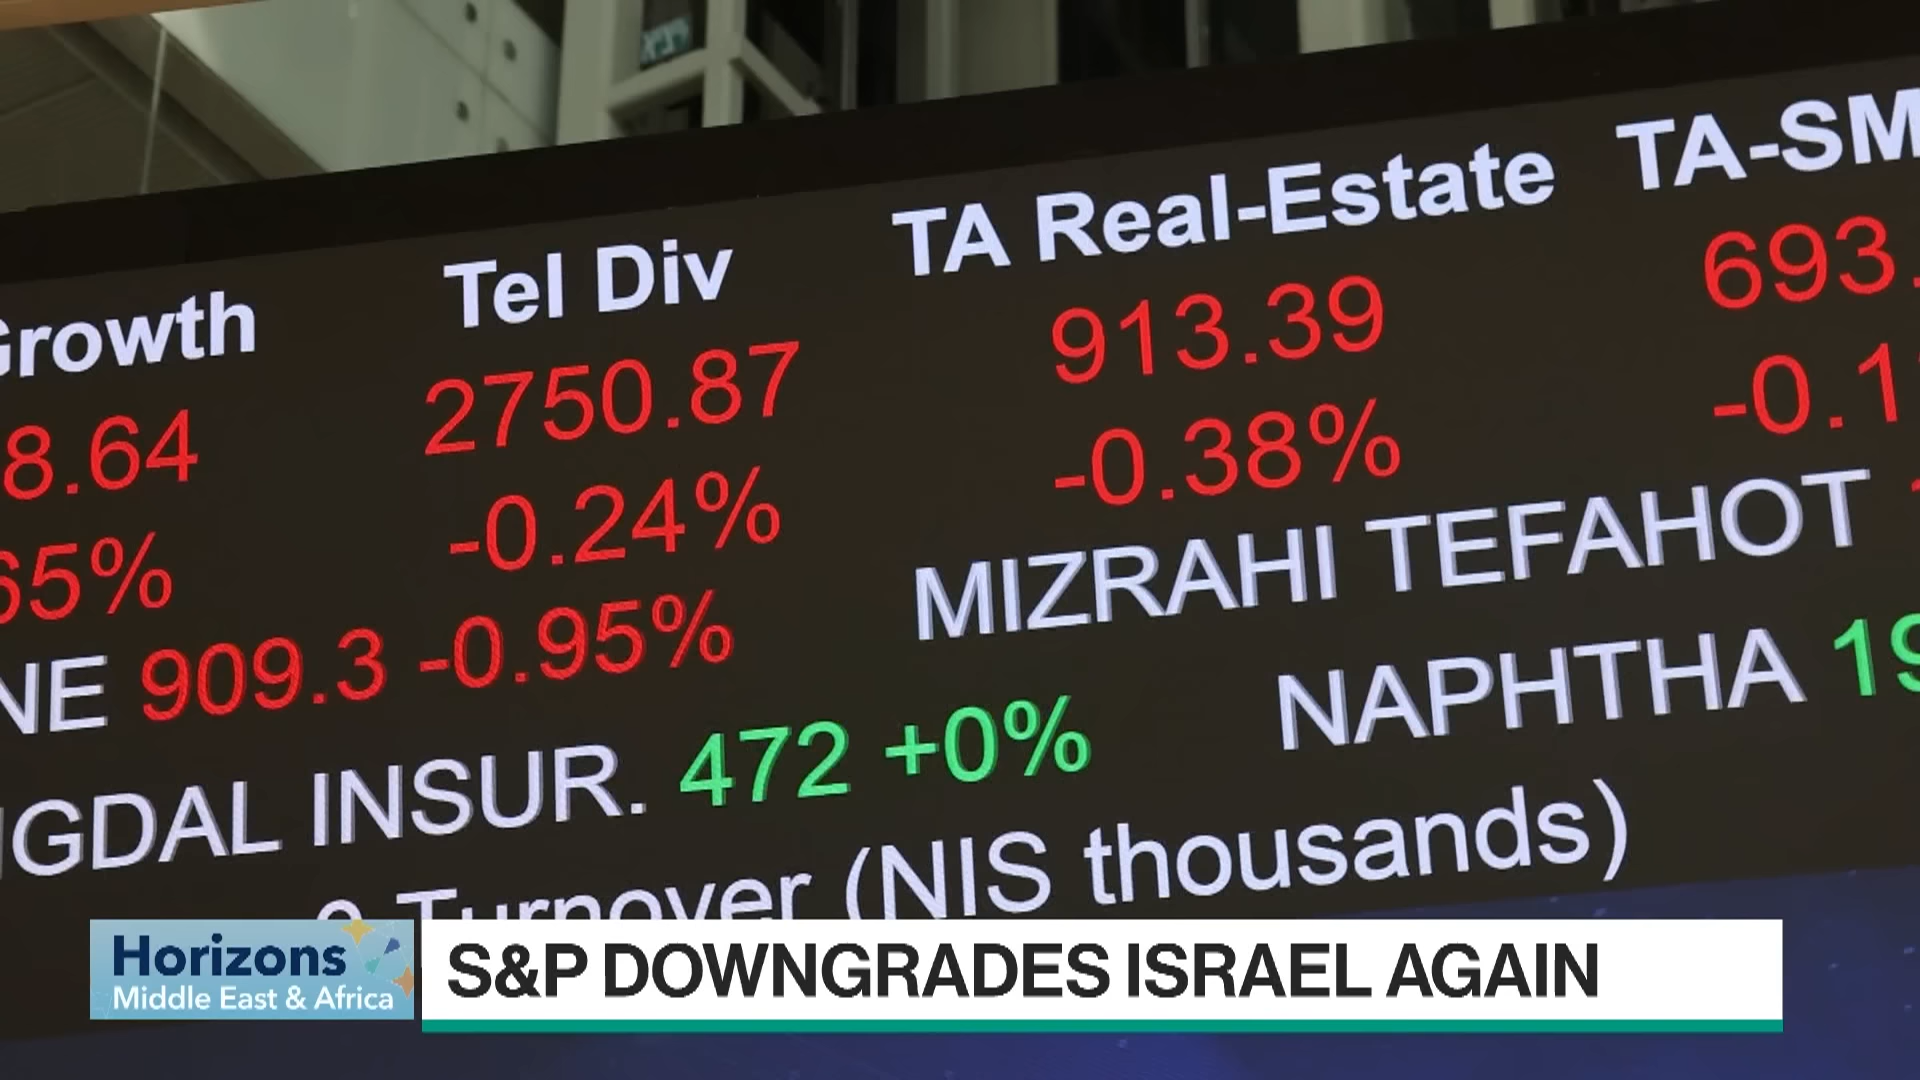 Growth
Tel Div
TA Real-Estate
TA-SM
8.64
2750.87
913.39
693.
65%
-0.24%
-0.38%
-0.1
NE 909.3 -0.95%
MIZRAHI TEFAHOT
IGDAL INSUR. 472 +0%
NAPHTHA 19
Turnover (NIS thousands)
Horizons
Middle East & Africa
S&P DOWNGRADES ISRAEL AGAIN